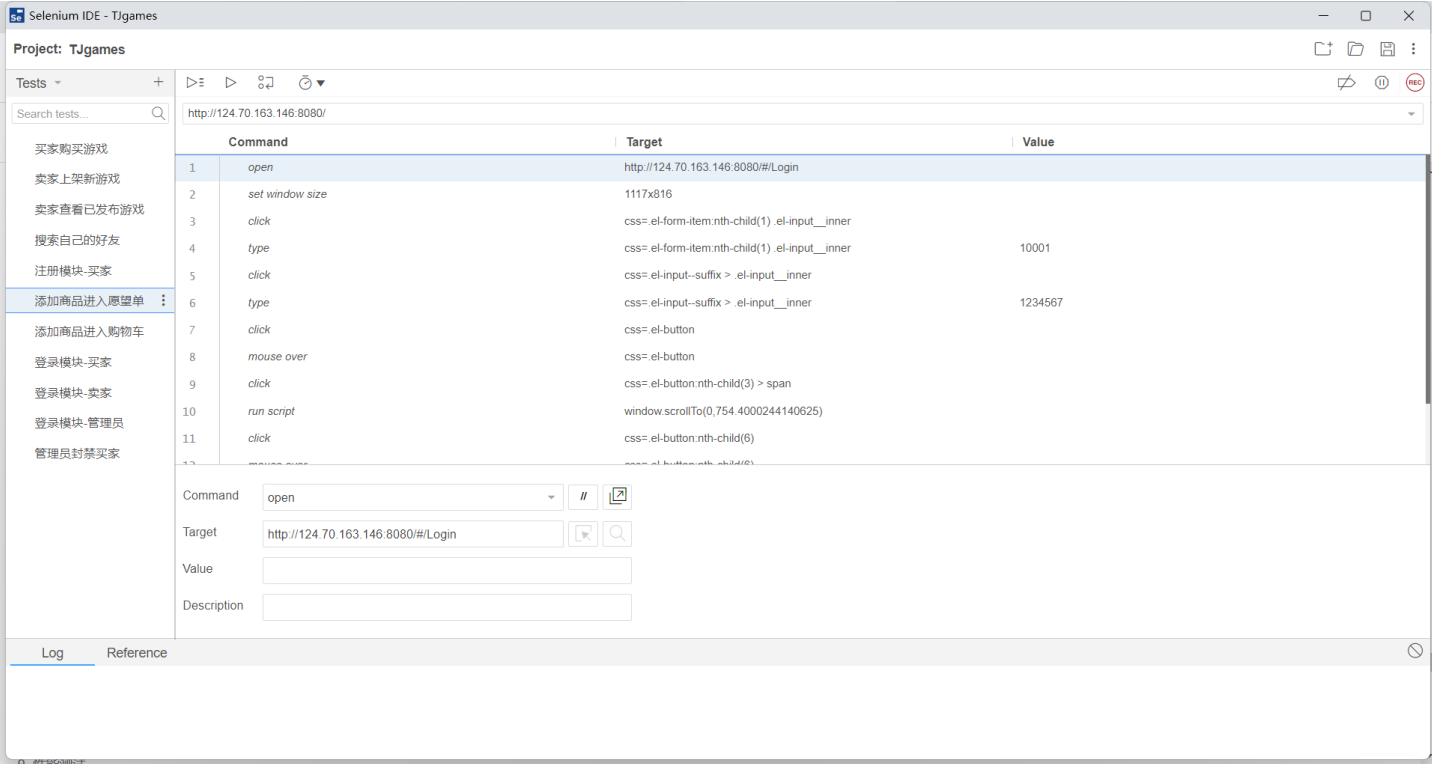 Selenium IDE - TJgames
Project: TJgames
Tests
Search tests...
买家购买游戏
卖家上架新游戏
卖家查看已发布游戏
搜索自己的好友
注册模块-买家
添加商品进入愿望单
添加商品进入购物车
登录模块-买家
登录模块-卖家
登录模块-管理员
管理员封禁买家
REC
http://124.70.163.146:8080/
Command Target Value
1 open http://124.70.163.146:8080/#/Login
2 set window size 1117x816
3 click css=.el-form-item:nth-child(1) .el-input__inner
4 type css=.el-form-item:nth-child(1) .el-input__inner 10001
5 click css=.el-input--suffix > .el-input__inner
6 type css=.el-input--suffix > .el-input__inner 1234567
7 click css=.el-button
8 mouse over css=.el-button
9 click css=.el-button:nth-child(3) > span
10 run script window.scrollTo(0,754.4000244140625)
11 click css=.el-button:nth-child(6)
12 mouse over css=.el-button:nth-child(6)
Command open //
Target http://124.70.163.146:8080/#/Login
Value
Description
Log Reference